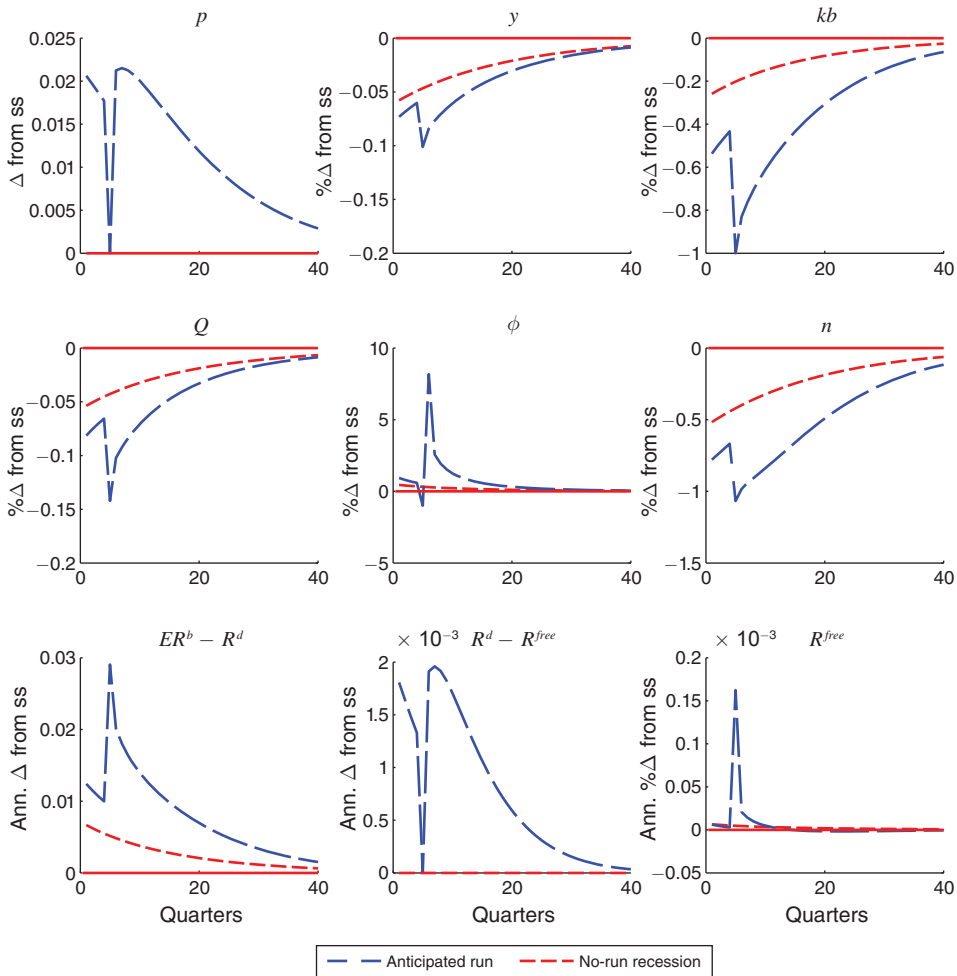 p
y
kb
Δ from ss
0.025
0.02
0.015
0.01
0.005
0
0 20 40
%Δ from ss
0
−0.05
−0.1
−0.15
−0.2
0 20 40
%Δ from ss
0
−0.2
−0.4
−0.6
−0.8
−1
0 20 40
Q
ϕ
n
%Δ from ss
0
−0.05
−0.1
−0.15
−0.2
0 20 40
%Δ from ss
10
5
0
−5
0 20 40
%Δ from ss
0
−0.5
−1
−1.5
0 20 40
ERᵇ − Rᵈ
× 10⁻³ Rᵈ − Rᶠʳᵉᵉ
× 10⁻³ Rᶠʳᵉᵉ
Ann. Δ from ss
0.03
0.02
0.01
0
0 20 40
Quarters
Ann. Δ from ss
2
1.5
1
0.5
0
0 20 40
Quarters
Ann. %Δ from ss
0.2
0.15
0.1
0.05
0
−0.05
0 20 40
Quarters
Anticipated run No-run recession